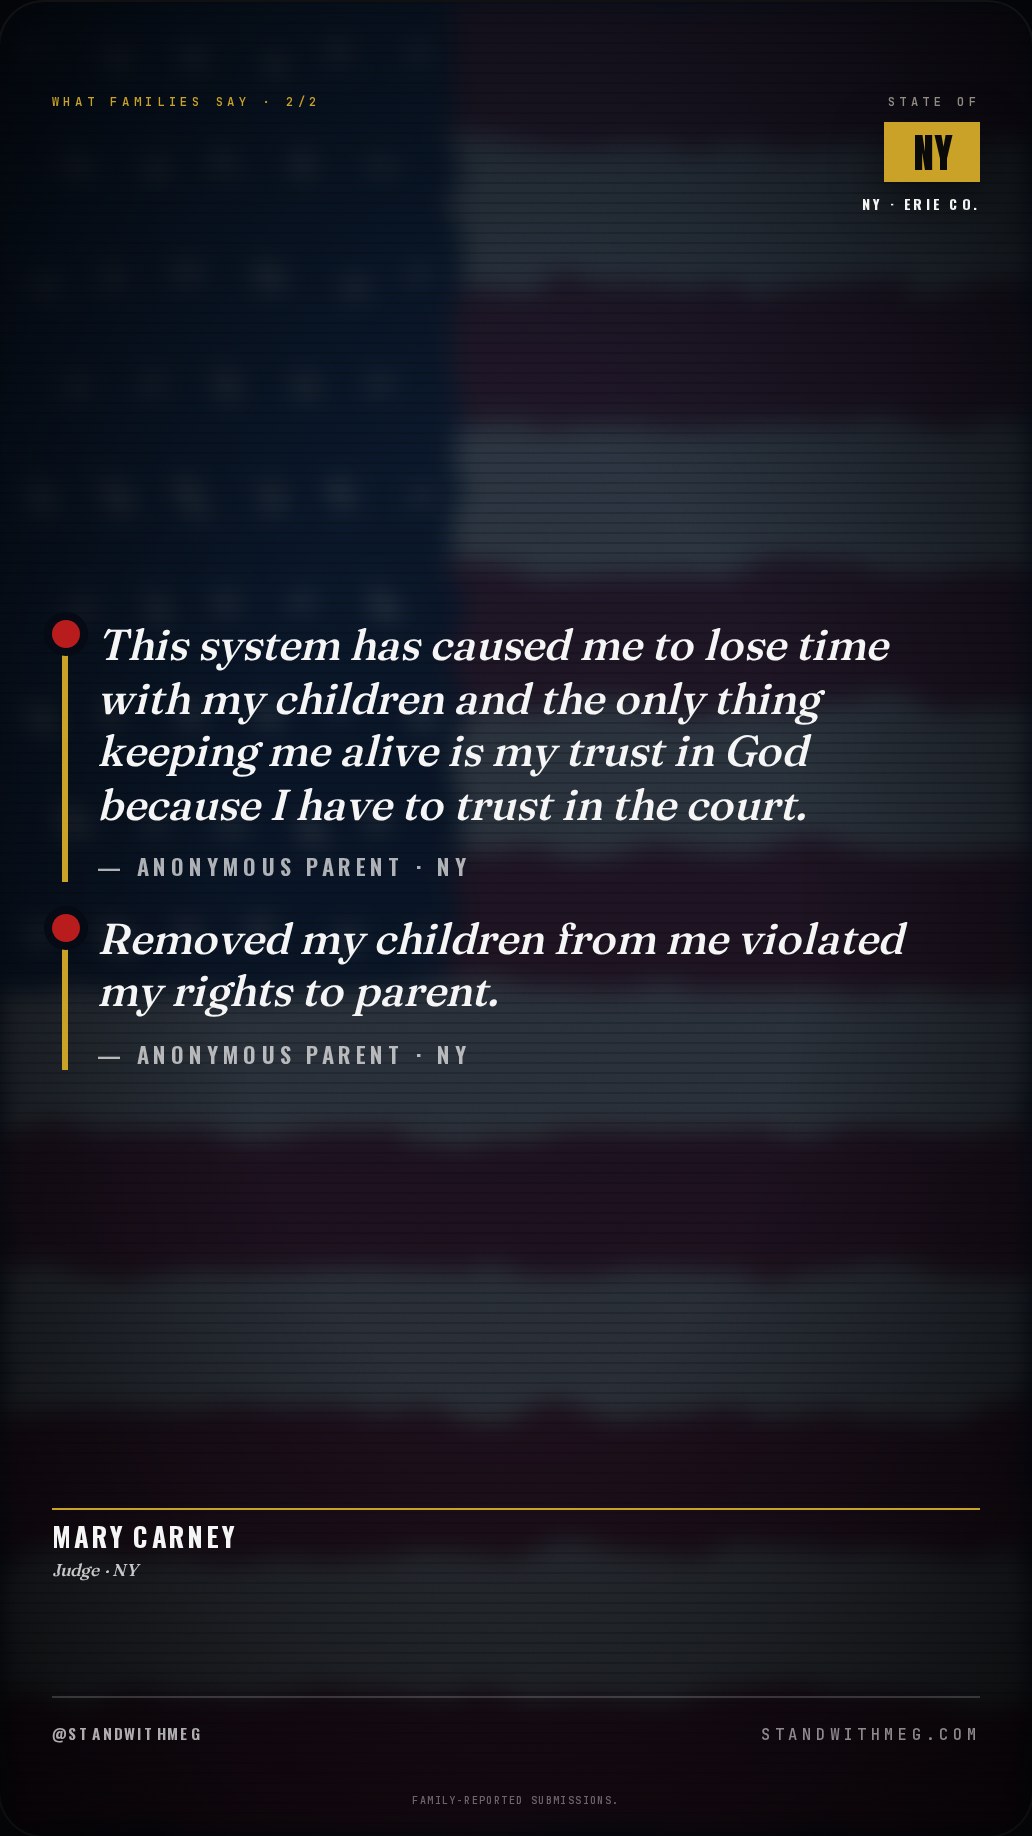 WHAT FAMILIES SAY · 2/2
STATE OF
NY
NY · ERIE CO.
This system has caused me to lose time
with my children and the only thing
keeping me alive is my trust in God
because I have to trust in the court.
— ANONYMOUS PARENT · NY
Removed my children from me violated
my rights to parent.
— ANONYMOUS PARENT · NY
MARY CARNEY
Judge · NY
@STANDWITHMEG
STANDWITHMEG.COM
FAMILY-REPORTED SUBMISSIONS.